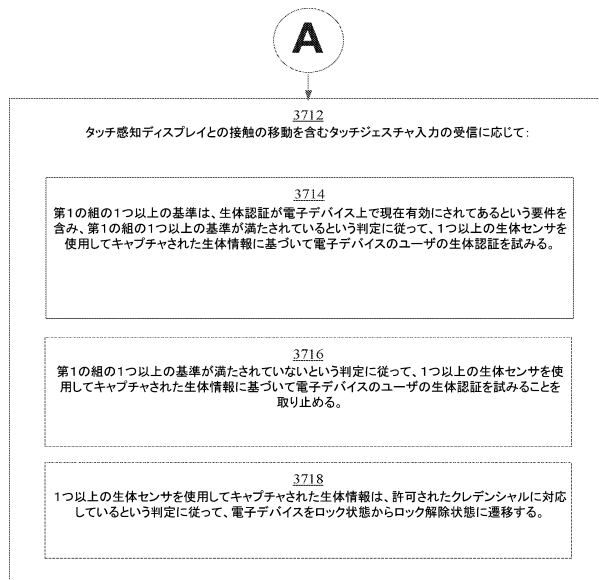 A
3712
タッチ感知ディスプレイとの接触の移動を含むタッチジェスチャ入力の受信に応じて:
3714
第1の組の1つ以上の基準は、生体認証が電子デバイス上で現在有効にされてあるという要件を
含み、第1の組の1つ以上の基準が満たされているという判定に従って、1つ以上の生体センサを
使用してキャプチャされた生体情報に基づいて電子デバイスのユーザの生体認証を試みる。
3716
第1の組の1つ以上の基準が満たされていないという判定に従って、1つ以上の生体センサを使
用してキャプチャされた生体情報に基づいて電子デバイスのユーザの生体認証を試みることを
取り止める。
3718
1つ以上の生体センサを使用してキャプチャされた生体情報は、許可されたクレデンシャルに対応
しているという判定に従って、電子デバイスをロック状態からロック解除状態に遷移する。